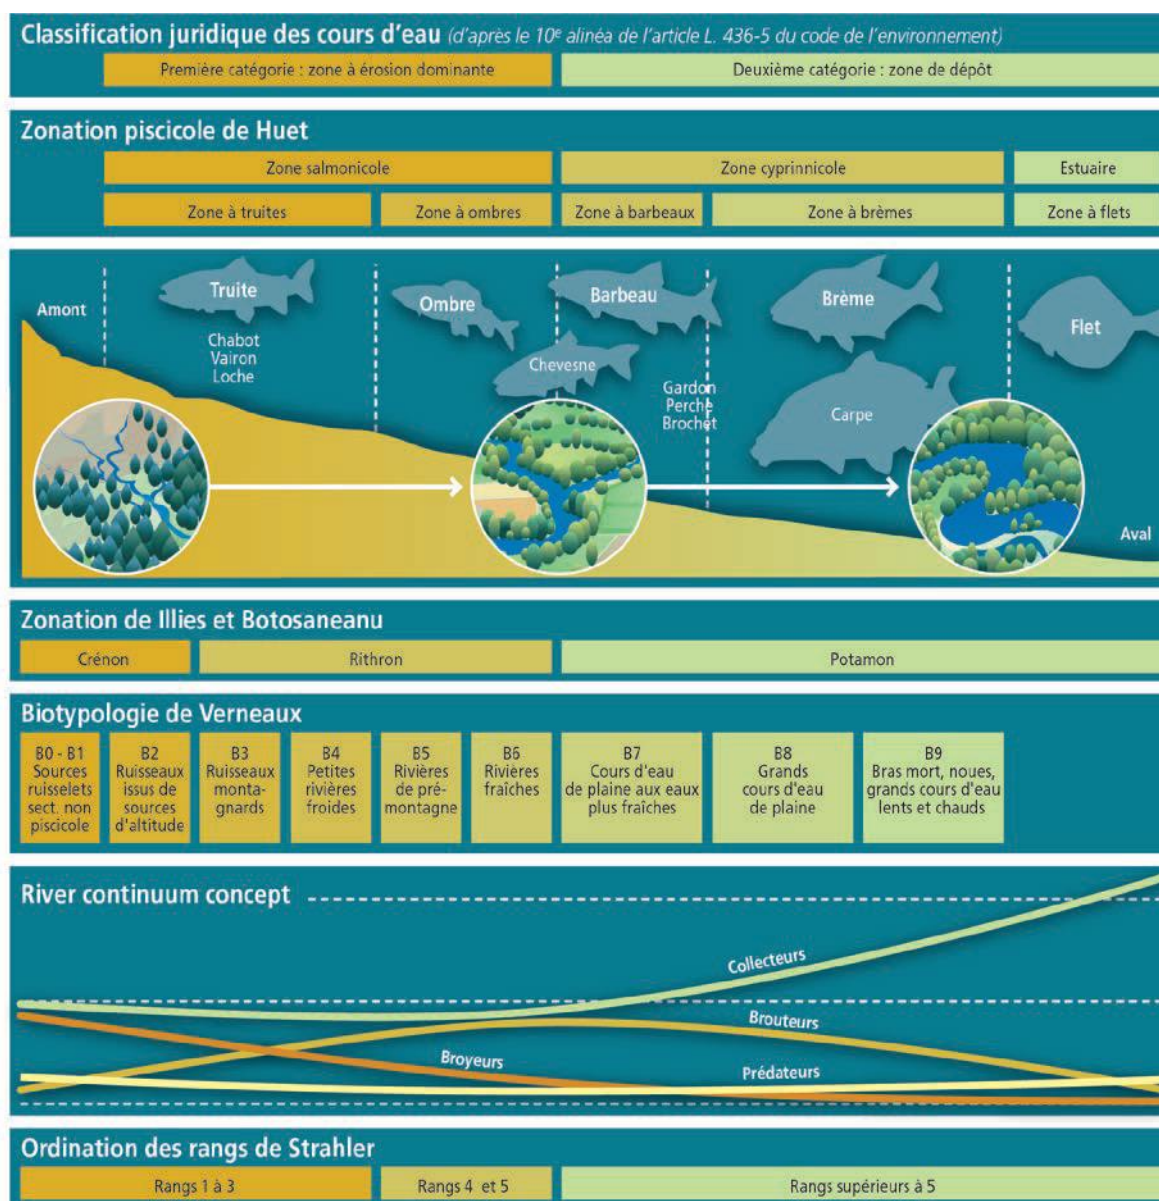 Classification juridique des cours d'eau (d'après le 10e alinéa de l'article L. 436-5 du code de l'environnement)
Première catégorie : zone à érosion dominante
Deuxième catégorie : zone de dépôt
Zonation piscicole de Huet
Zone salmonicole
Zone cyprinnicole
Estuaire
Zone à truites
Zone à ombres
Zone à barbeaux
Zone à brèmes
Zone à flets
Amont
Truite
Chabot
Vairon
Loche
Ombre
Barbeau
Chevesne
Gardon
Perche
Brochet
Brème
Carpe
Flet
Aval
Zonation de Illies et Botosaneanu
Crénon
Rithron
Potamon
Biotypologie de Verneaux
B0 - B1
Sources
ruisselets
sect. non
piscicole
B2
Ruisseaux
issus de
sources
d'altitude
B3
Ruisseaux
monta-
gnards
B4
Petites
rivières
froides
B5
Rivières
de pré-
montagne
B6
Rivières
fraîches
B7
Cours d'eau
de plaine aux eaux
plus fraîches
B8
Grands
cours d'eau
de plaine
B9
Bras mort, noues,
grands cours d'eau
lents et chauds
River continuum concept
Collecteurs
Brouteurs
Broyeurs
Prédateurs
Ordination des rangs de Strahler
Rangs 1 à 3
Rangs 4 et 5
Rangs supérieurs à 5